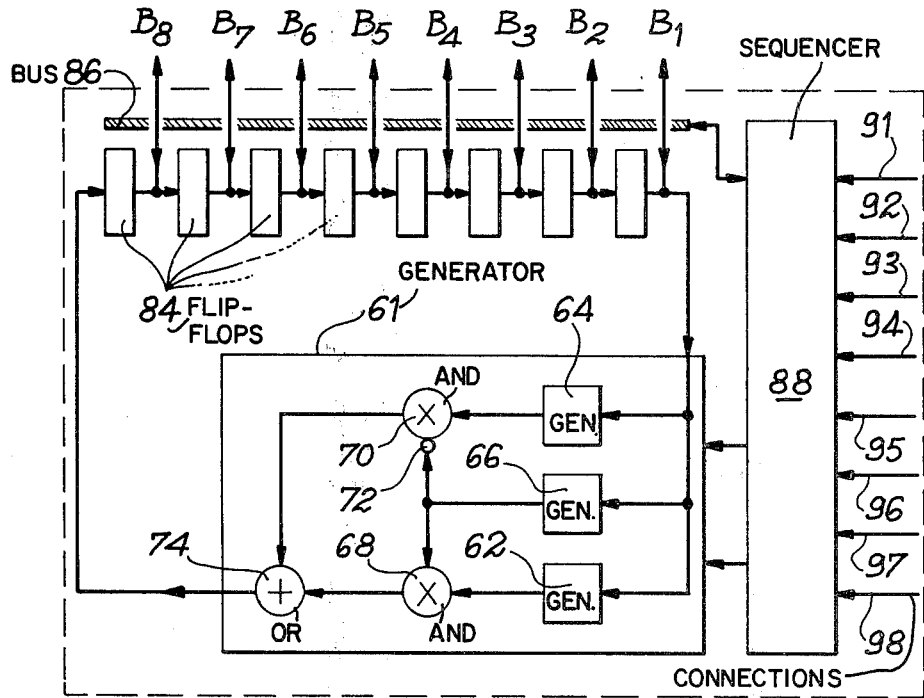 B8 B7 B6 B5 B4 B3 B2 B1
SEQUENCER
BUS 86
91
92
93
94
GENERATOR
84 FLIP-
FLOPS
61
64
AND
88
GEN.
70
95
66
72
GEN.
96
74
68
62
97
GEN.
98
OR
AND
CONNECTIONS